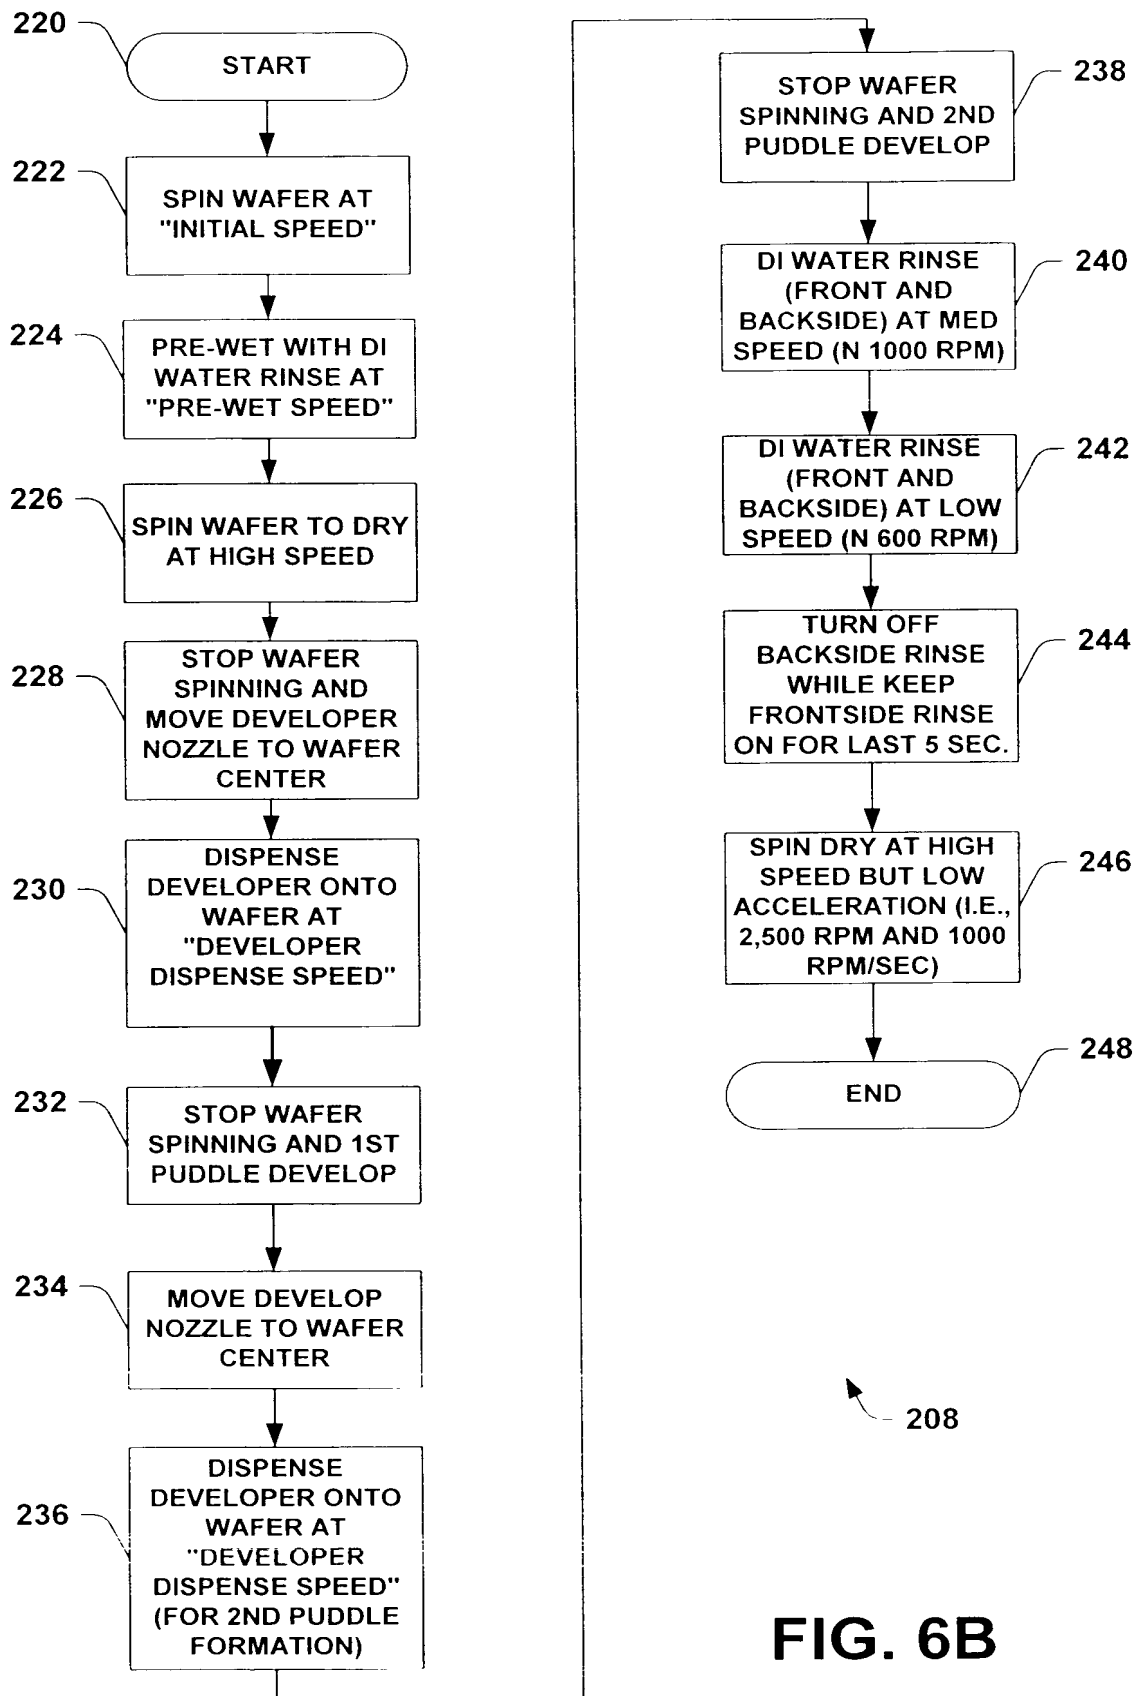 220
START
222
SPIN WAFER AT
"INITIAL SPEED"
224
PRE-WET WITH DI
WATER RINSE AT
"PRE-WET SPEED"
226
SPIN WAFER TO DRY
AT HIGH SPEED
228
STOP WAFER
SPINNING AND
MOVE DEVELOPER
NOZZLE TO WAFER
CENTER
230
DISPENSE
DEVELOPER ONTO
WAFER AT
"DEVELOPER
DISPENSE SPEED"
232
STOP WAFER
SPINNING AND 1ST
PUDDLE DEVELOP
234
MOVE DEVELOP
NOZZLE TO WAFER
CENTER
236
DISPENSE
DEVELOPER ONTO
WAFER AT
"DEVELOPER
DISPENSE SPEED"
(FOR 2ND PUDDLE
FORMATION)
238
STOP WAFER
SPINNING AND 2ND
PUDDLE DEVELOP
240
DI WATER RINSE
(FRONT AND
BACKSIDE) AT MED
SPEED (N 1000 RPM)
242
DI WATER RINSE
(FRONT AND
BACKSIDE) AT LOW
SPEED (N 600 RPM)
244
TURN OFF
BACKSIDE RINSE
WHILE KEEP
FRONTSIDE RINSE
ON FOR LAST 5 SEC.
246
SPIN DRY AT HIGH
SPEED BUT LOW
ACCELERATION (I.E.,
2,500 RPM AND 1000
RPM/SEC)
248
END
208
FIG. 6B